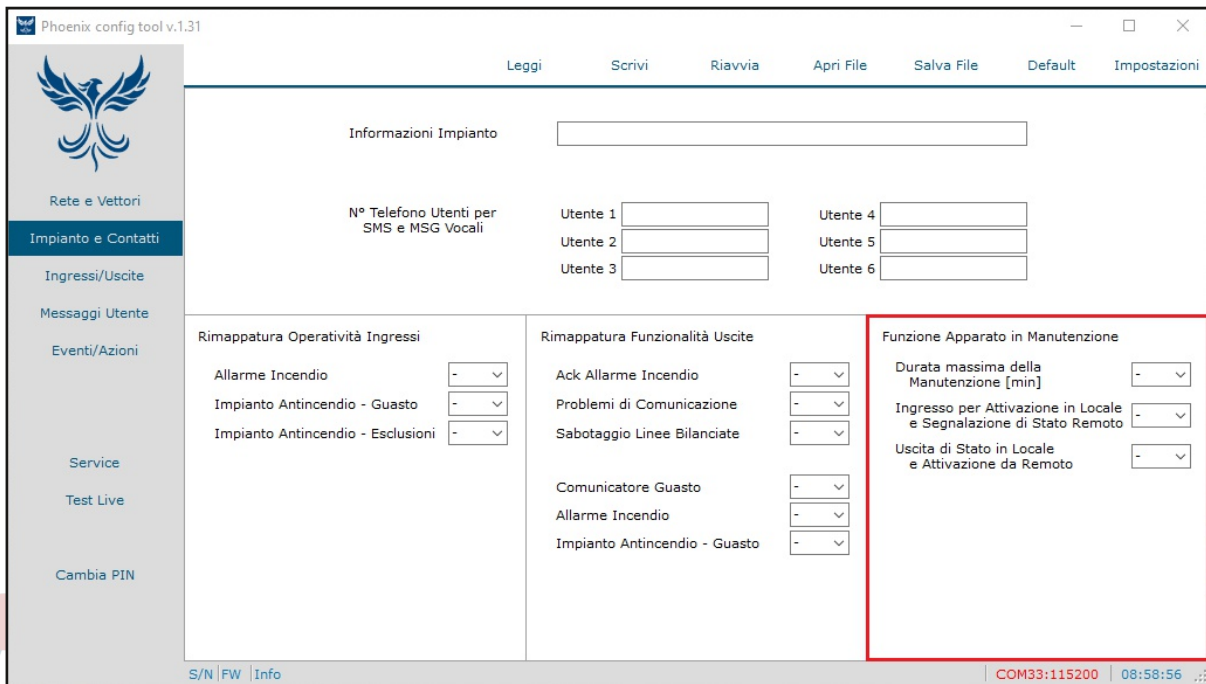 Phoenix config tool v.1.31
Leggi Scrivi Riavvia Apri File Salva File Default Impostazioni
Rete e Vettori
Impianto e Contatti
Ingressi/Uscite
Messaggi Utente
Eventi/Azioni
Service
Test Live
Cambia PIN
Informazioni Impianto
N° Telefono Utenti per
SMS e MSG Vocali
Utente 1
Utente 2
Utente 3
Utente 4
Utente 5
Utente 6
Rimappatura Operatività Ingressi
Allarme Incendio -
Impianto Antincendio - Guasto -
Impianto Antincendio - Esclusioni -
Rimappatura Funzionalità Uscite
Ack Allarme Incendio -
Problemi di Comunicazione -
Sabotaggio Linee Bilanciate -
Comunicatore Guasto -
Allarme Incendio -
Impianto Antincendio - Guasto -
Funzione Apparato in Manutenzione
Durata massima della
Manutenzione [min] -
Ingresso per Attivazione in Locale
e Segnalazione di Stato Remoto -
Uscita di Stato in Locale
e Attivazione da Remoto -
S/N FW Info COM33:115200 08:58:56